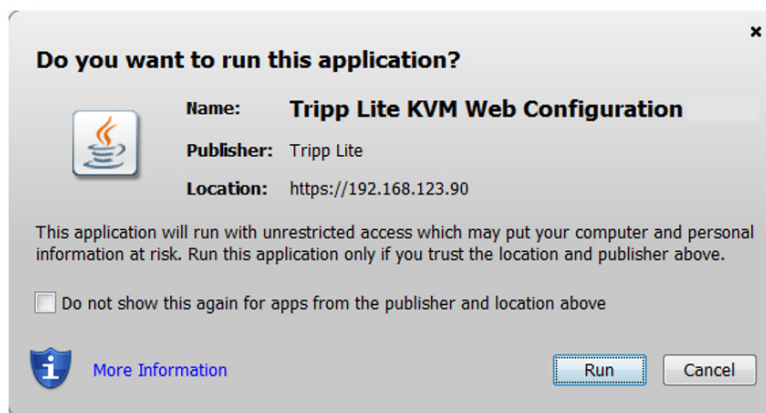 Do you want to run this application?
Name: Tripp Lite KVM Web Configuration
Publisher: Tripp Lite
Location: https://192.168.123.90
This application will run with unrestricted access which may put your computer and personal
information at risk. Run this application only if you trust the location and publisher above.
Do not show this again for apps from the publisher and location above
More Information
Run
Cancel